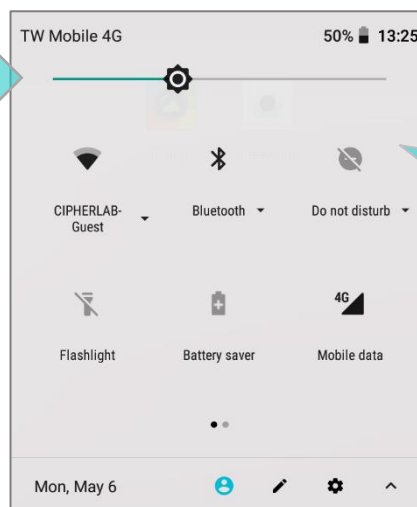 TW Mobile 4G 50% 13:25
CIPHERLAB-
Guest
Bluetooth
Do not disturb
Flashlight
Battery saver
4G
Mobile data
Mon, May 6